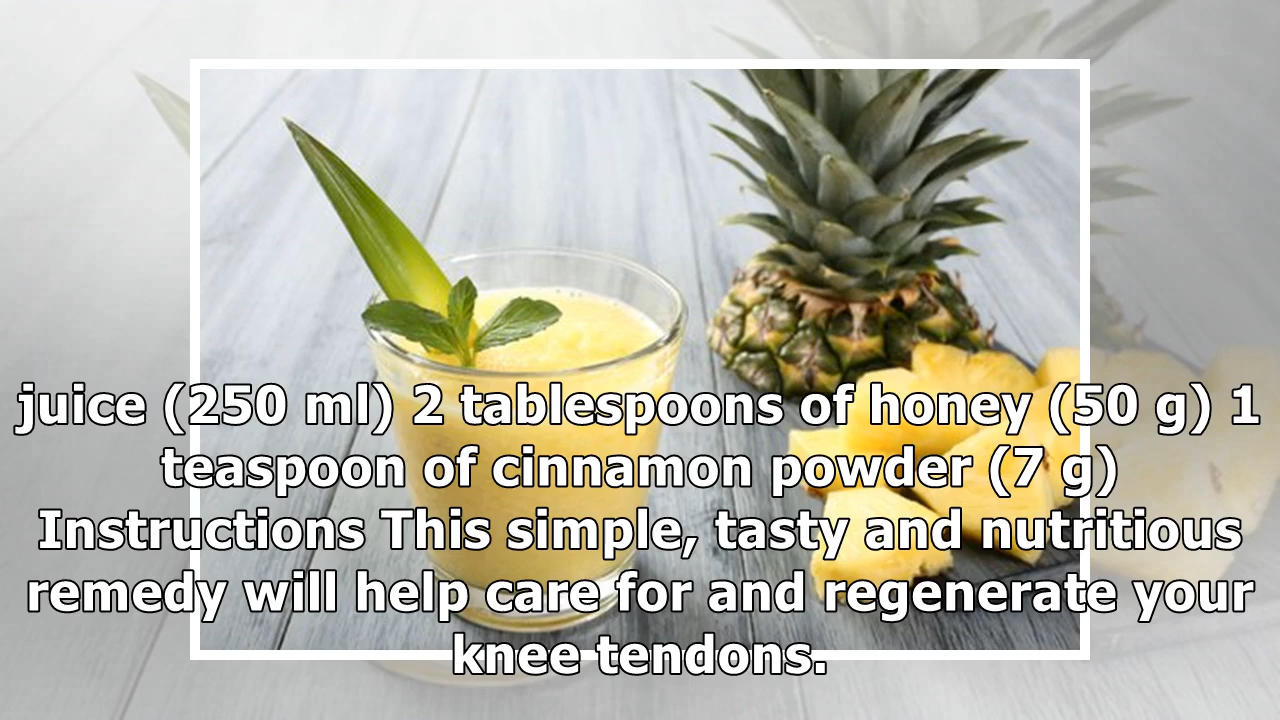 juice (250 ml) 2 tablespoons of honey (50 g) 1
teaspoon of cinnamon powder (7 g)
Instructions This simple, tasty and nutritious
remedy will help care for and regenerate your
knee tendons.